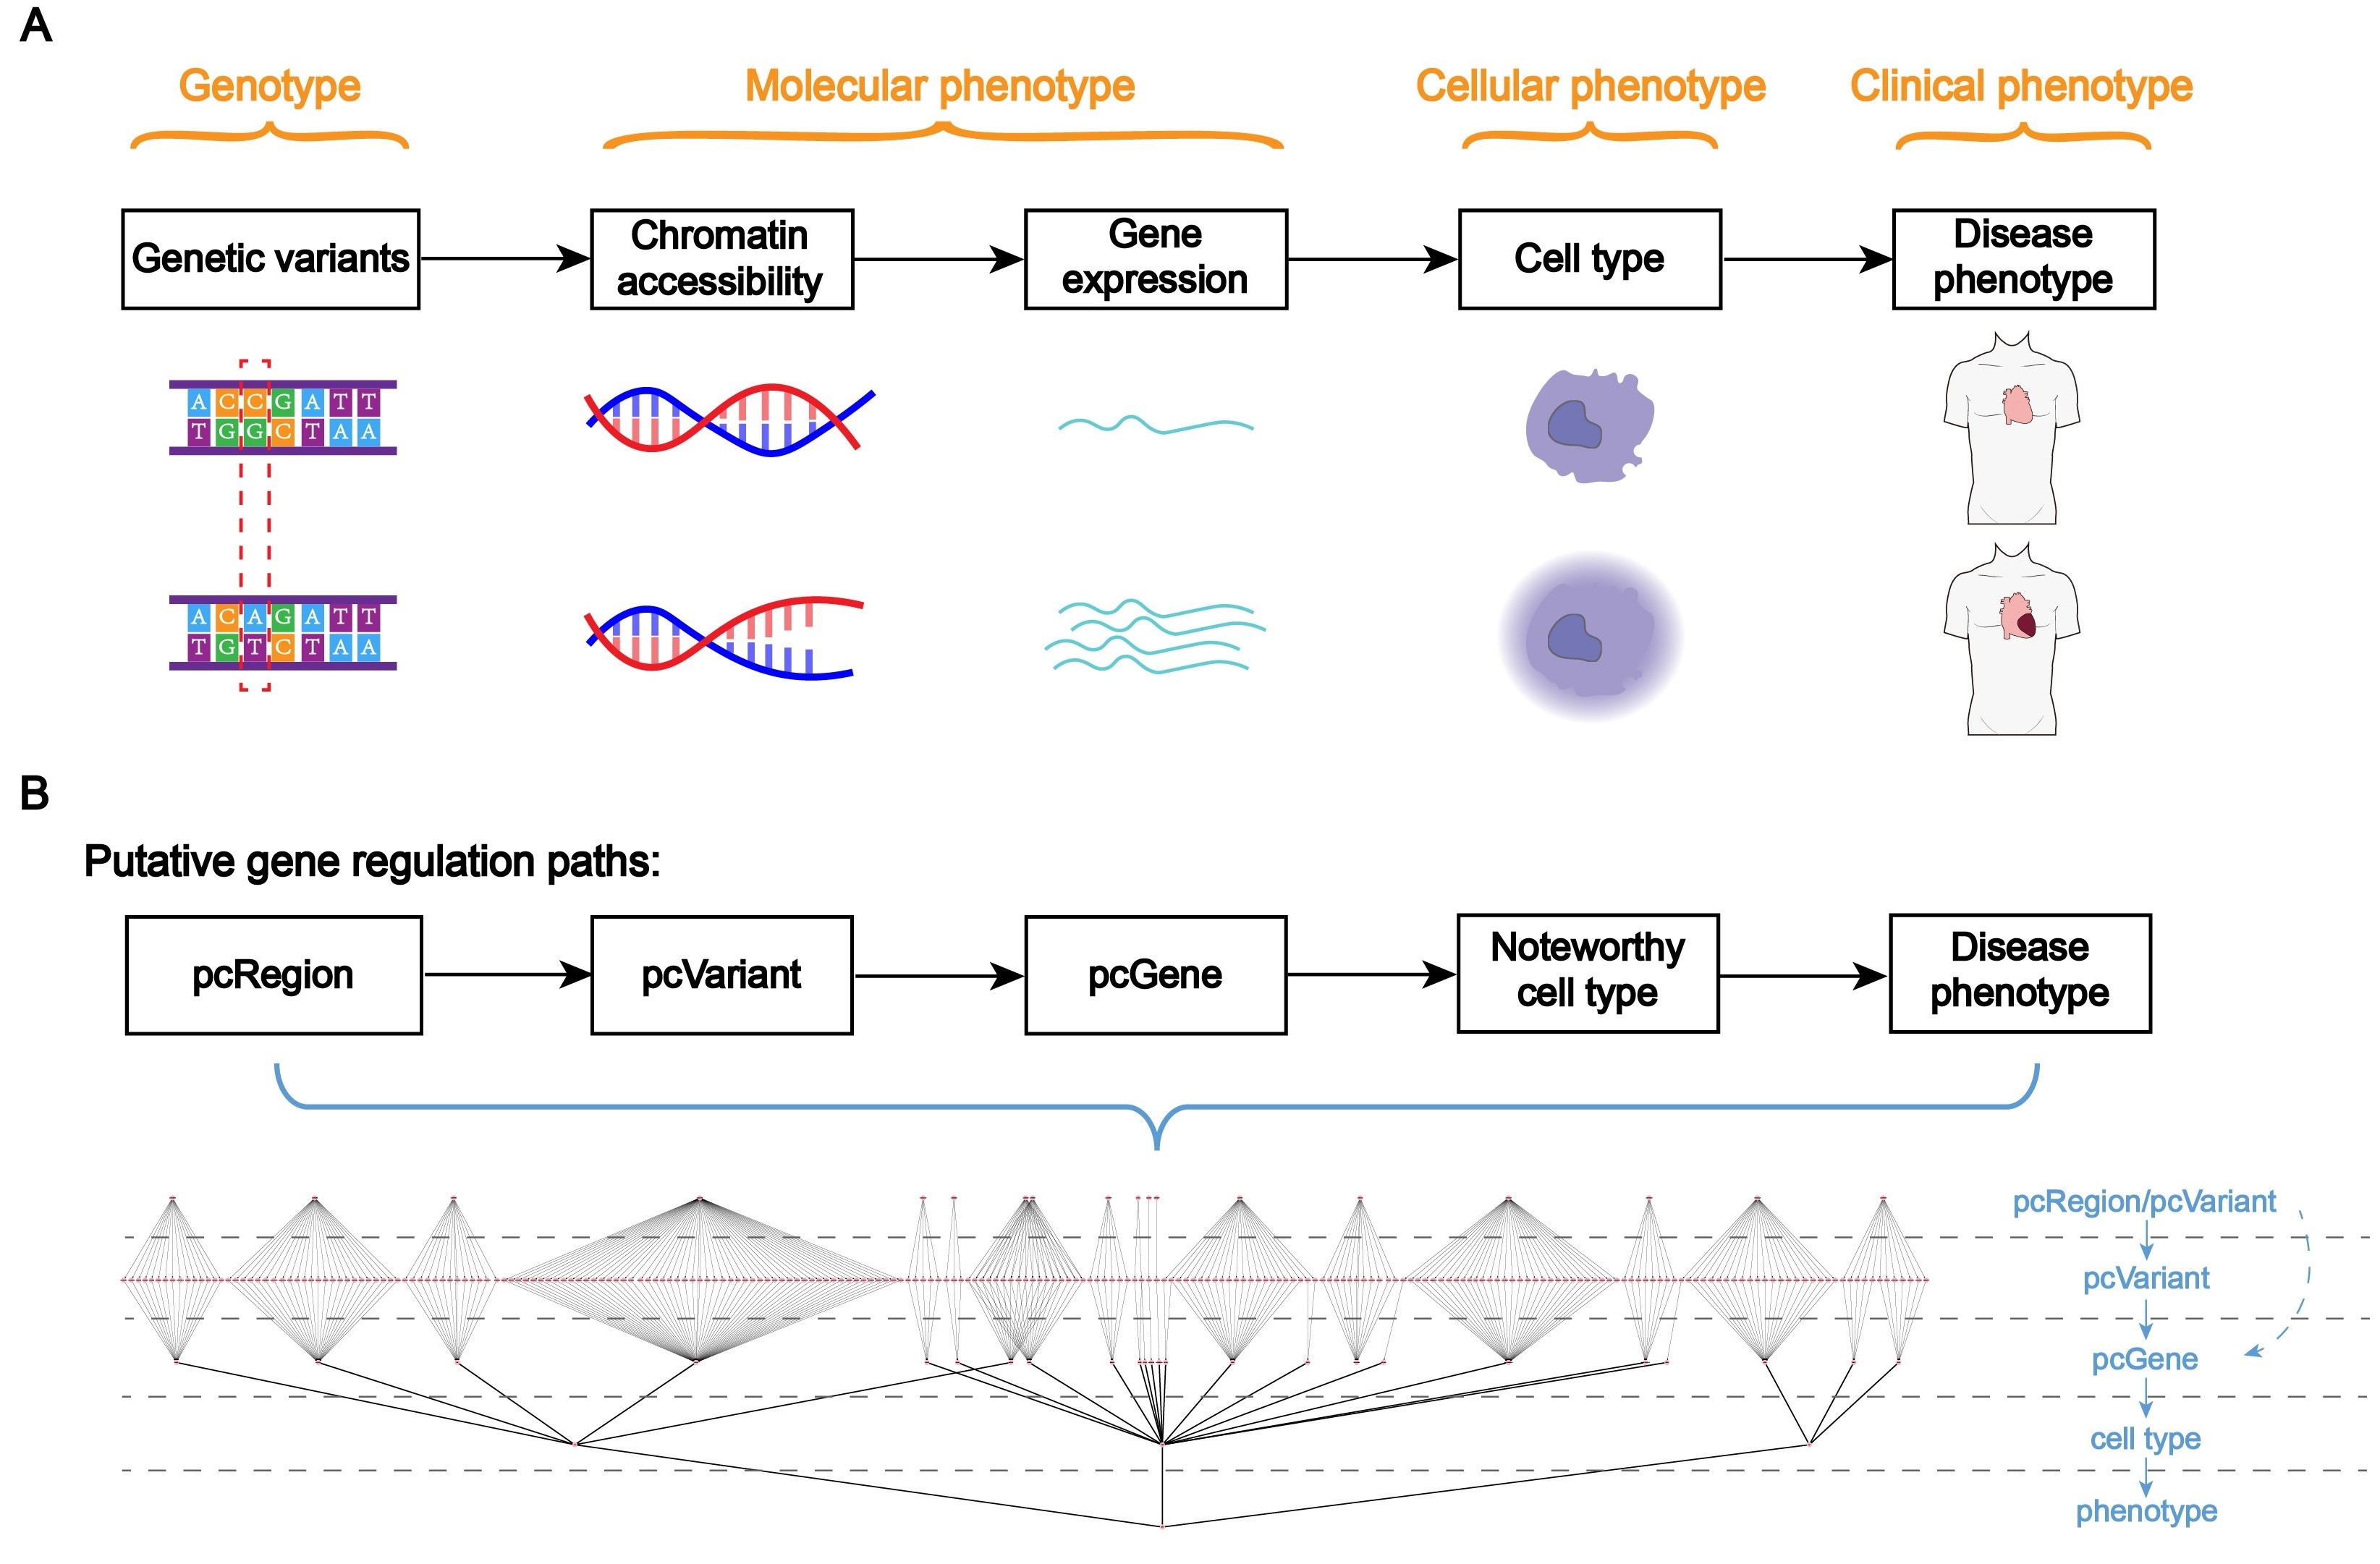 A
Genotype
Molecular phenotype
Cellular phenotype
Clinical phenotype
Genetic variants
Chromatin
accessibility
Gene
expression
Cell type
Disease
phenotype
A C C G A T T
T G G C T A A
A C A G A T T
T G T C T A A
B
Putative gene regulation paths:
pcRegion
pcVariant
pcGene
Noteworthy
cell type
Disease
phenotype
pcRegion/pcVariant
pcVariant
pcGene
cell type
phenotype